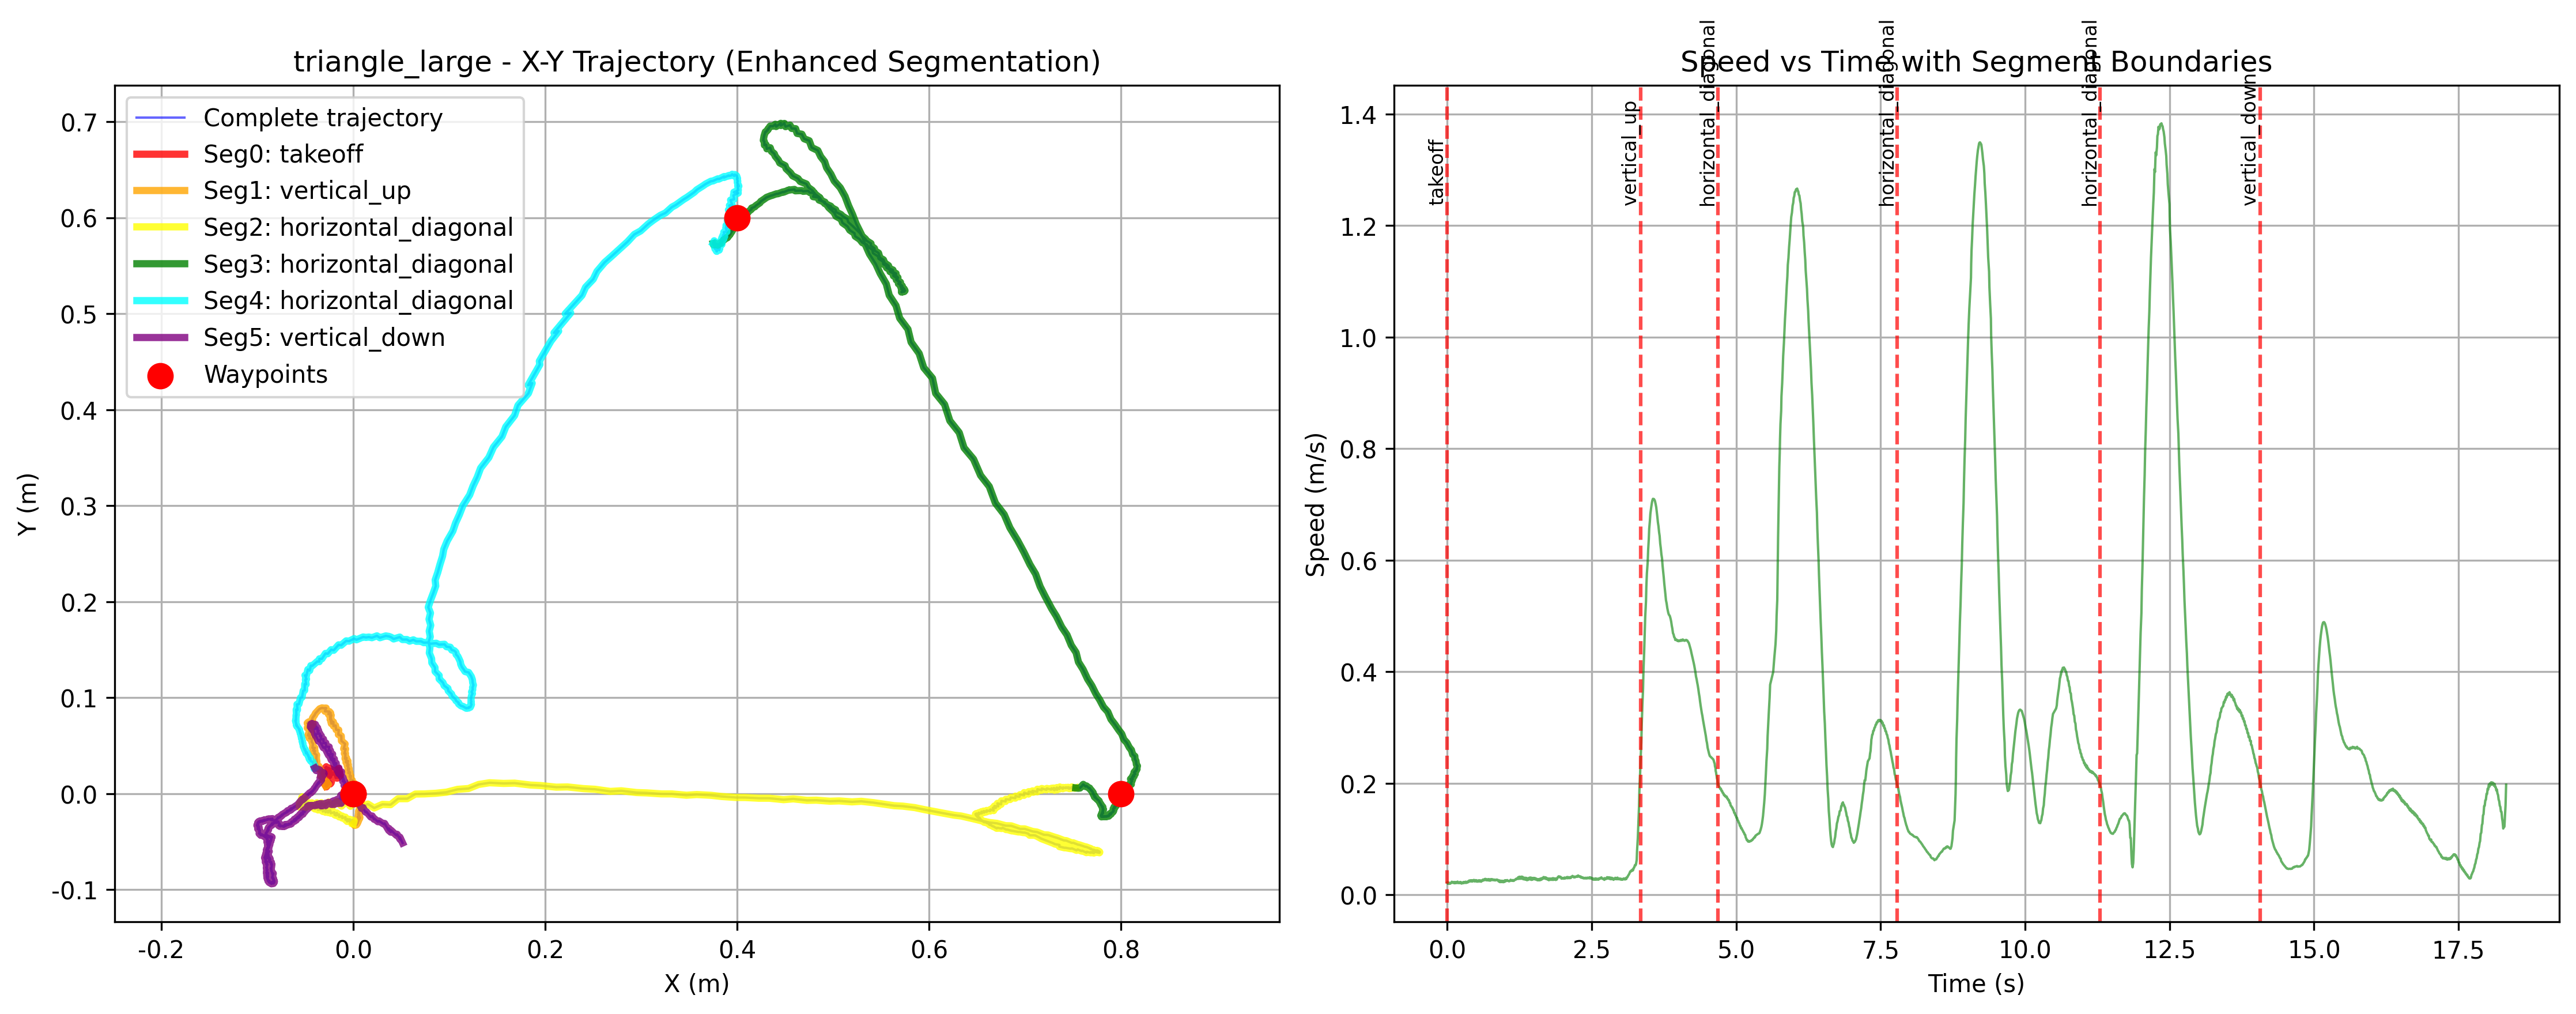 triangle_large - X-Y Trajectory (Enhanced Segmentation)
Complete trajectory
Seg0: takeoff
Seg1: vertical_up
Seg2: horizontal_diagonal
Seg3: horizontal_diagonal
Seg4: horizontal_diagonal
Seg5: vertical_down
Waypoints
0.7
0.6
0.5
0.4
0.3
0.2
0.1
0.0
-0.1
Y (m)
-0.2
0.0
0.2
0.4
0.6
0.8
X (m)
Speed vs Time with Segment Boundaries
takeoff
vertical_up
horizontal_diagonal
horizontal_diagonal
horizontal_diagonal
vertical_down
1.4
1.2
1.0
0.8
0.6
0.4
0.2
0.0
Speed (m/s)
0.0
2.5
5.0
7.5
10.0
12.5
15.0
17.5
Time (s)